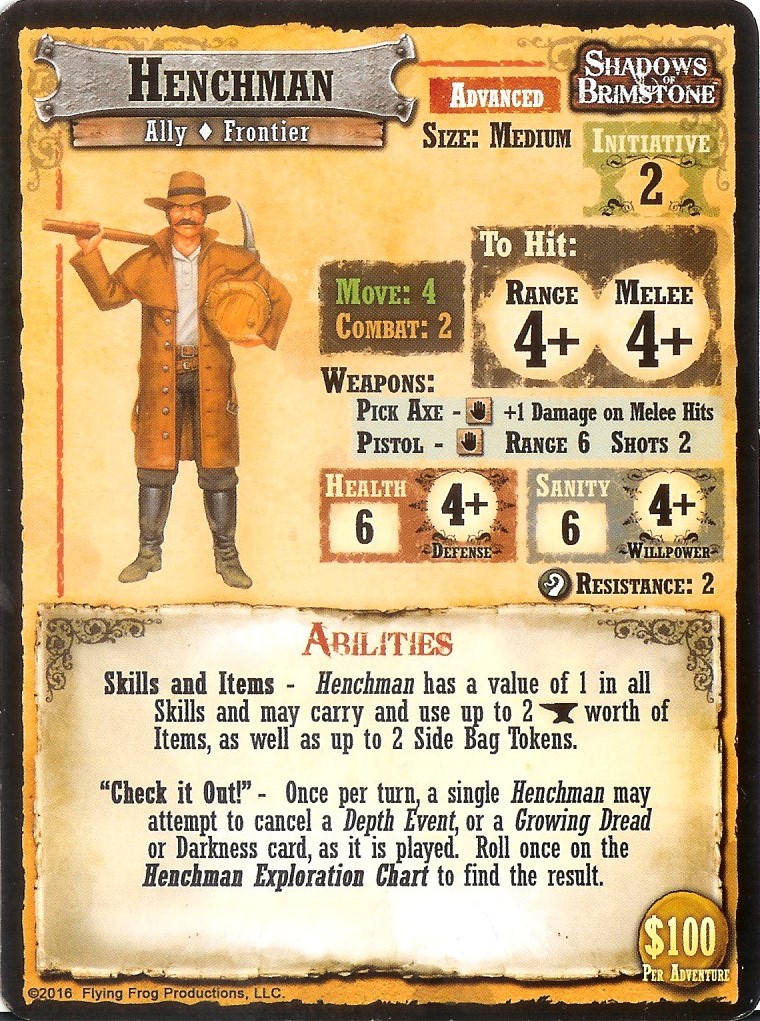 HENCHMAN
Ally ♦ Frontier
ADVANCED
SHADOWS
OF
BRIMSTONE
SIZE: MEDIUM
INITIATIVE
2
TO HIT:
RANGE
4+
MELEE
4+
MOVE: 4
COMBAT: 2
WEAPONS:
PICK AXE - +1 Damage on Melee Hits
PISTOL - RANGE 6 SHOTS 2
HEALTH
6
4+
DEFENSE
SANITY
6
4+
WILLPOWER
RESISTANCE: 2
ABILITIES
Skills and Items - Henchman has a value of 1 in all
Skills and may carry and use up to 2 worth of
Items, as well as up to 2 Side Bag Tokens.
“Check it Out!” - Once per turn, a single Henchman may
attempt to cancel a Depth Event, or a Growing Dread
or Darkness card, as it is played. Roll once on the
Henchman Exploration Chart to find the result.
$100
PER ADVENTURE
©2016 Flying Frog Productions, LLC.